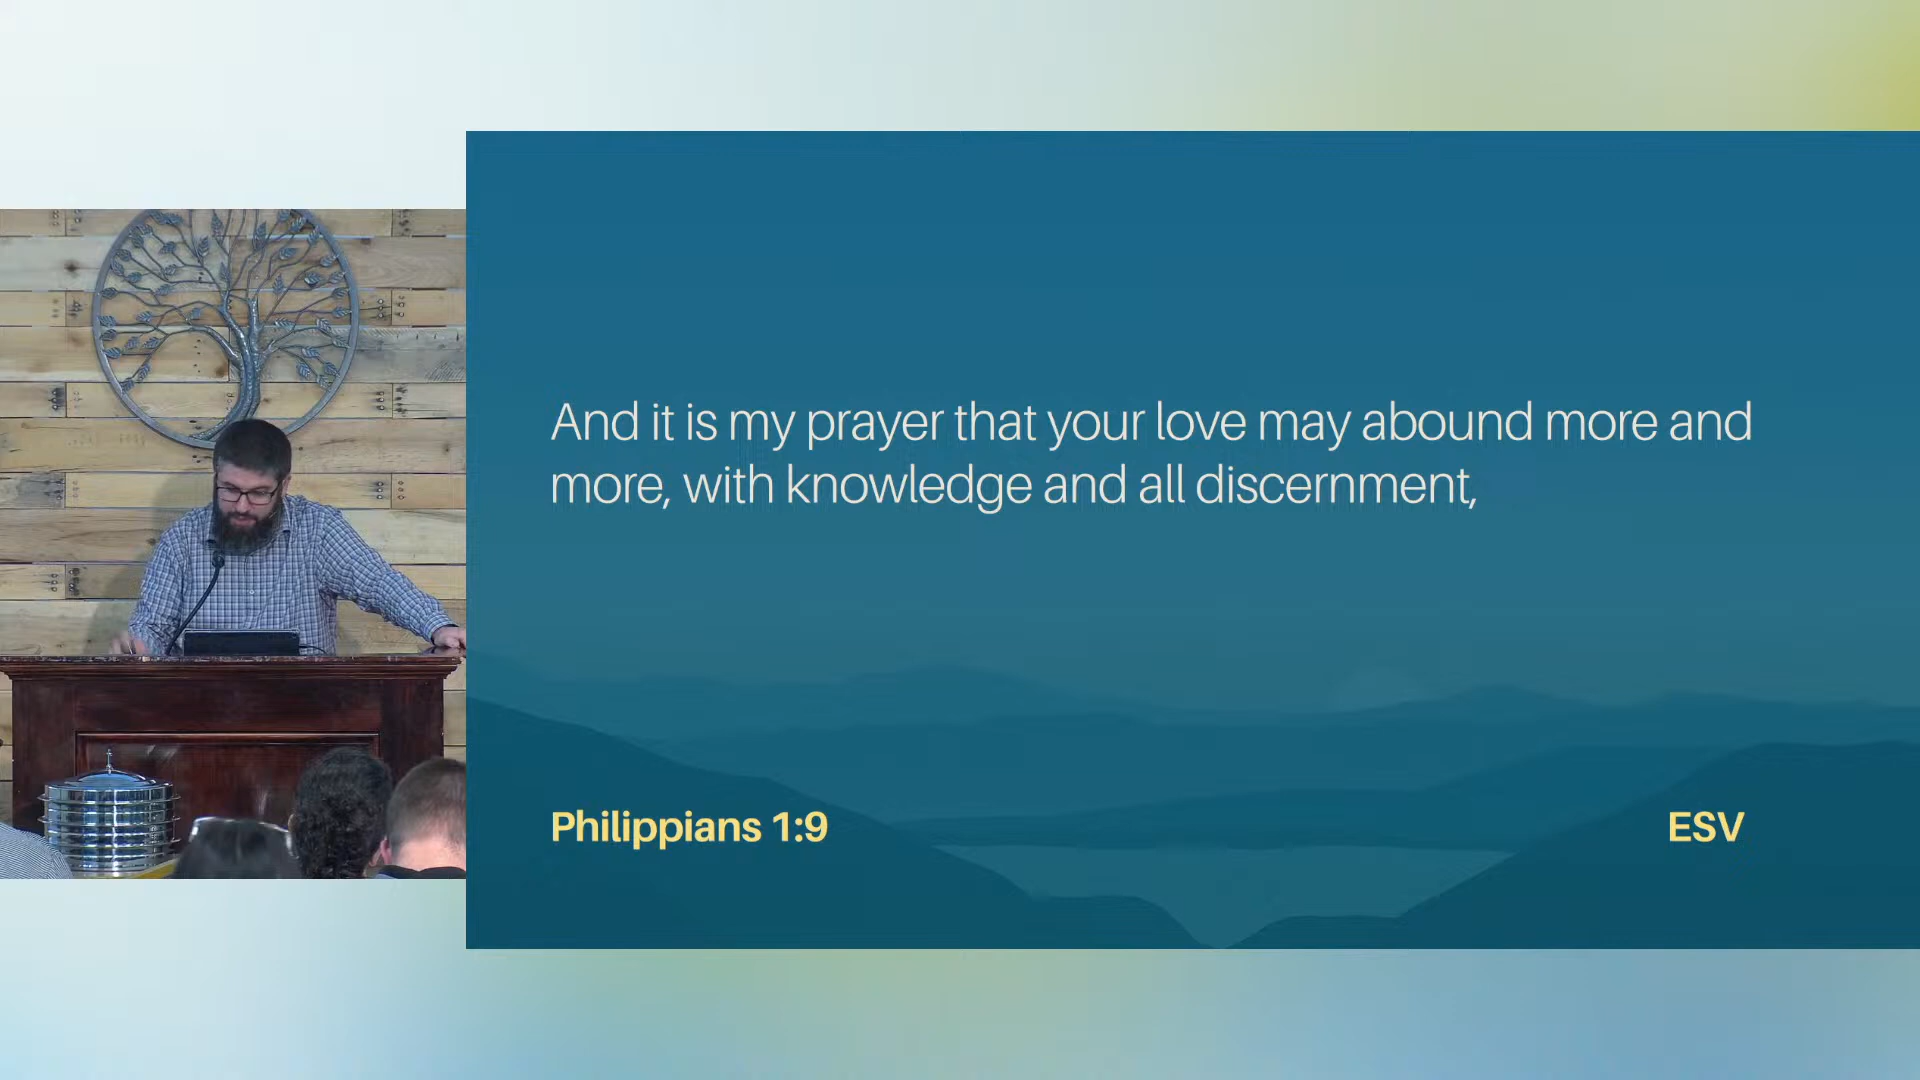 And it is my prayer that your love may abound more and
more, with knowledge and all discernment,
Philippians 1:9
ESV